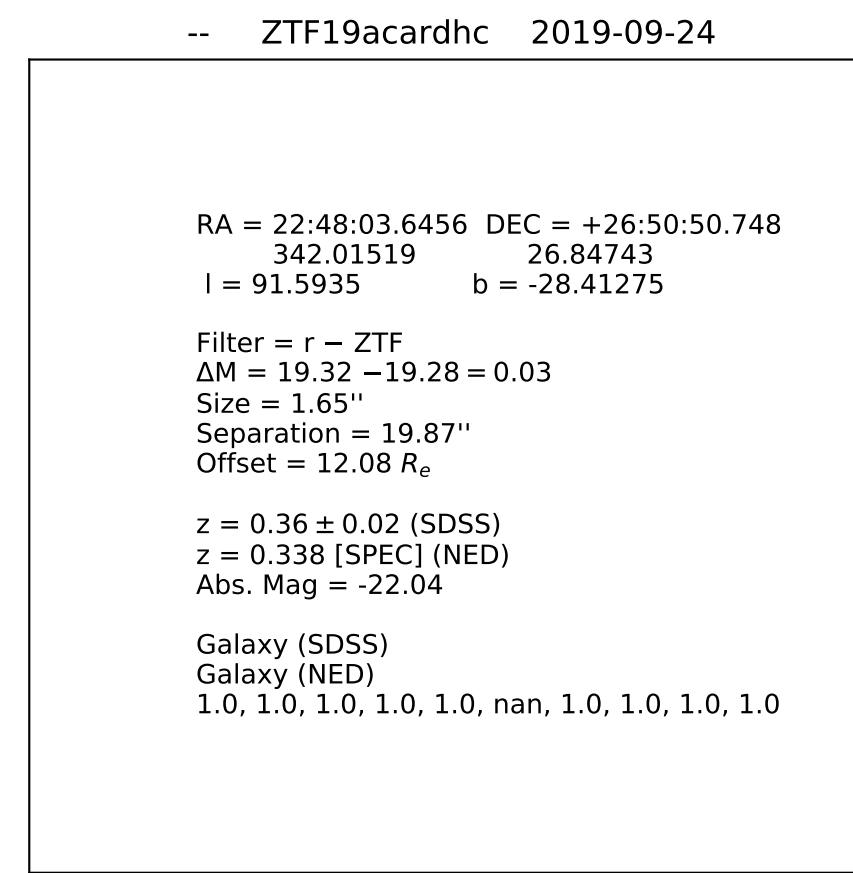 -- ZTF19acardhc 2019-09-24
RA = 22:48:03.6456 DEC = +26:50:50.748
342.01519 26.84743
l = 91.5935 b = -28.41275
Filter = r − ZTF
ΔM = 19.32 −19.28 = 0.03
Size = 1.65''
Separation = 19.87''
Offset = 12.08 Re
z = 0.36 ± 0.02 (SDSS)
z = 0.338 [SPEC] (NED)
Abs. Mag = -22.04
Galaxy (SDSS)
Galaxy (NED)
1.0, 1.0, 1.0, 1.0, 1.0, nan, 1.0, 1.0, 1.0, 1.0